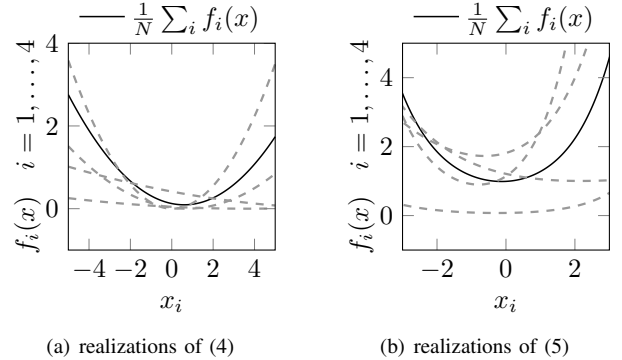 1/N ∑_i f_i(x)
1/N ∑_i f_i(x)
f_i(x) i = 1, . . . , 4
4
2
0
−4 −2 0 2 4
x_i
f_i(x) i = 1, . . . , 4
4
2
0
−2 0 2
x_i
(a) realizations of (4)
(b) realizations of (5)